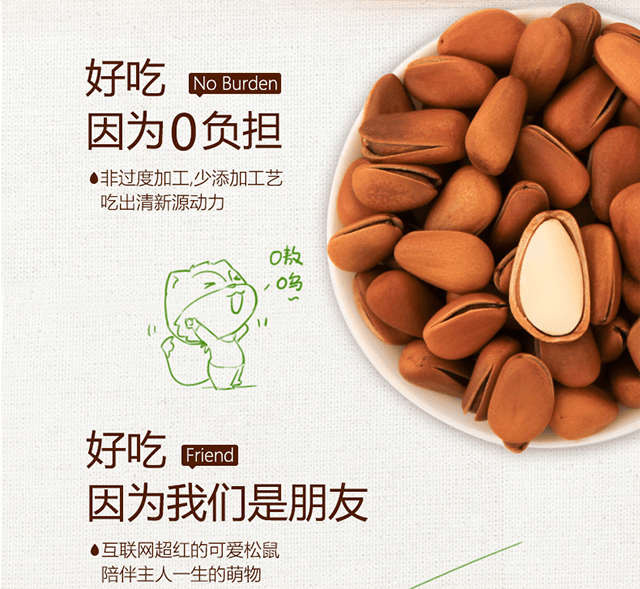 好吃
No Burden
因为0负担
非过度加工,少添加工艺
吃出清新源动力
嗷
呜~
好吃
Friend
因为我们是朋友
互联网超红的可爱松鼠
陪伴主人一生的萌物